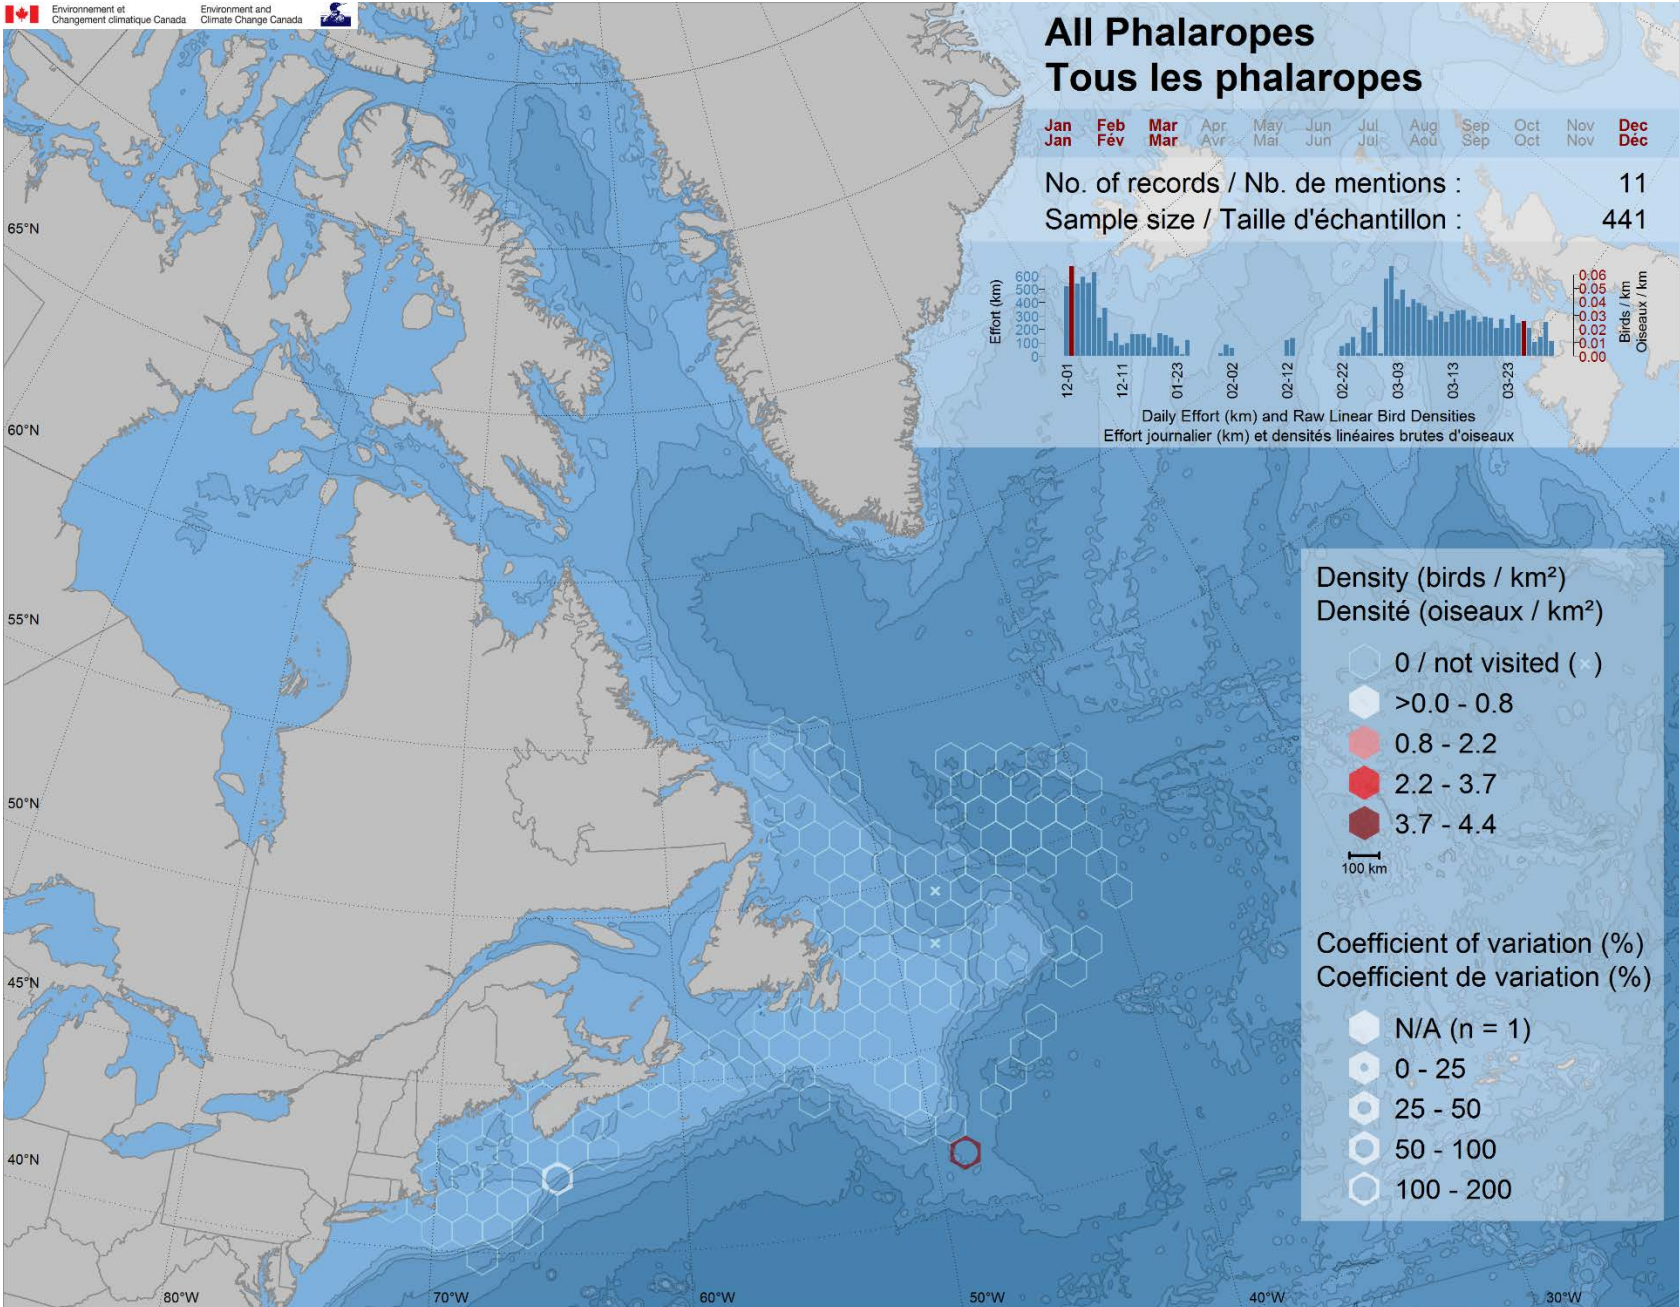 Environnement et Environment and
Changement climatique Canada Climate Change Canada
All Phalaropes
Tous les phalaropes
Jan Feb Mar Apr May Jun Jul Aug Sep Oct Nov Dec
Jan Fév Mar Avr Mai Jun Jul Aoû Sep Oct Nov Déc
No. of records / Nb. de mentions : 11
Sample size / Taille d'échantillon : 441
Effort (km)
600
500
400
300
200
100
0
0.06
0.05
0.04
0.03
0.02
0.01
0.00
Birds / km
Oiseaux / km
12-01 12-11 01-23 02-02 02-12 02-22 03-03 03-13 03-23
Daily Effort (km) and Raw Linear Bird Densities
Effort journalier (km) et densités linéaires brutes d'oiseaux
65°N
60°N
55°N
50°N
45°N
40°N
Density (birds / km²)
Densité (oiseaux / km²)
0 / not visited (×)
>0.0 - 0.8
0.8 - 2.2
2.2 - 3.7
3.7 - 4.4
100 km
Coefficient of variation (%)
Coefficient de variation (%)
N/A (n = 1)
0 - 25
25 - 50
50 - 100
100 - 200
80°W 70°W 60°W 50°W 40°W 30°W